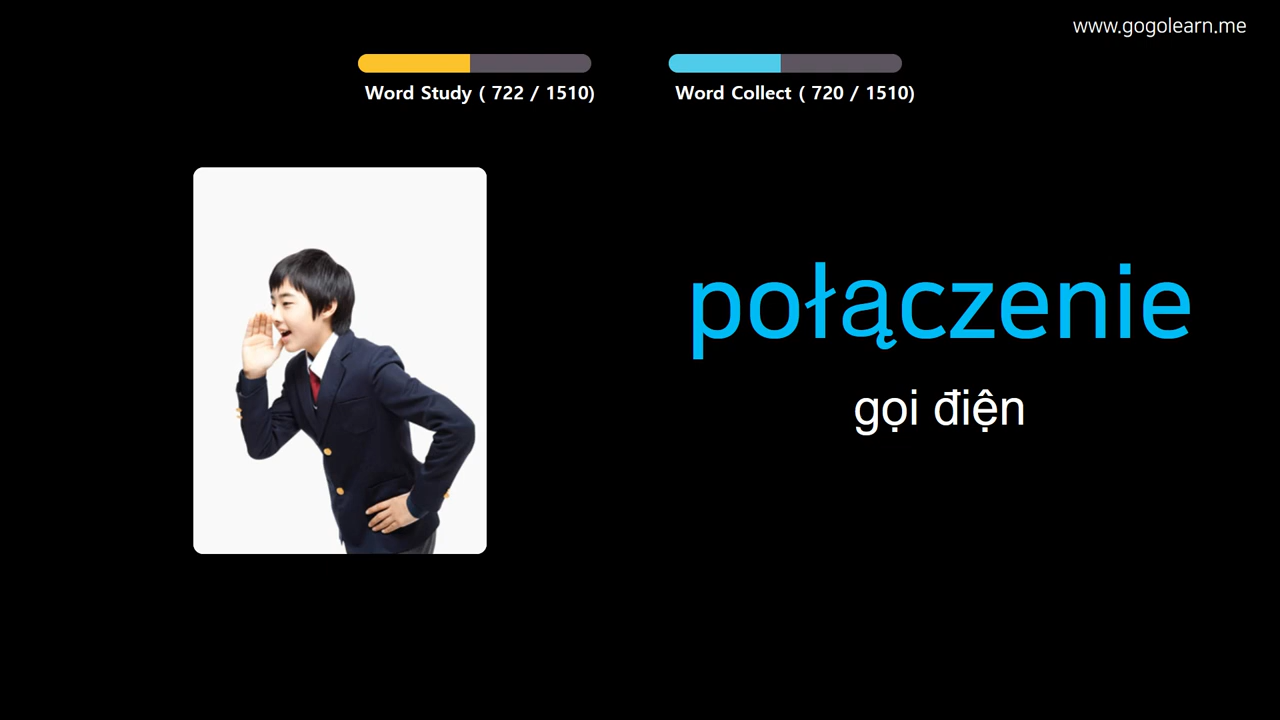 www.gogolearn.me
Word Study ( 722 / 1510)
Word Collect ( 720 / 1510)
połączenie
gọi điện